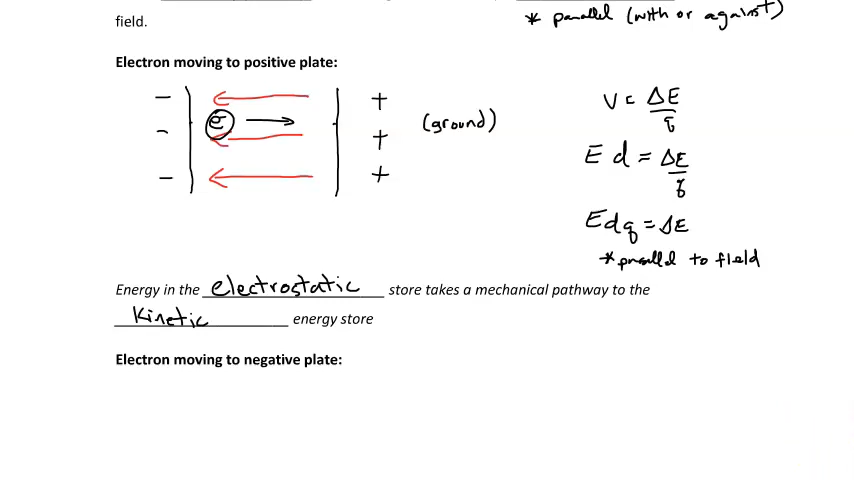 * parallel (with or against)
field.
Electron moving to positive plate:
− +
e (ground)
− +
− +
V = ΔE/q
E d = ΔE/q
E d q = ΔE
* parallel to field
Energy in the electrostatic store takes a mechanical pathway to the
kinetic energy store
Electron moving to negative plate: